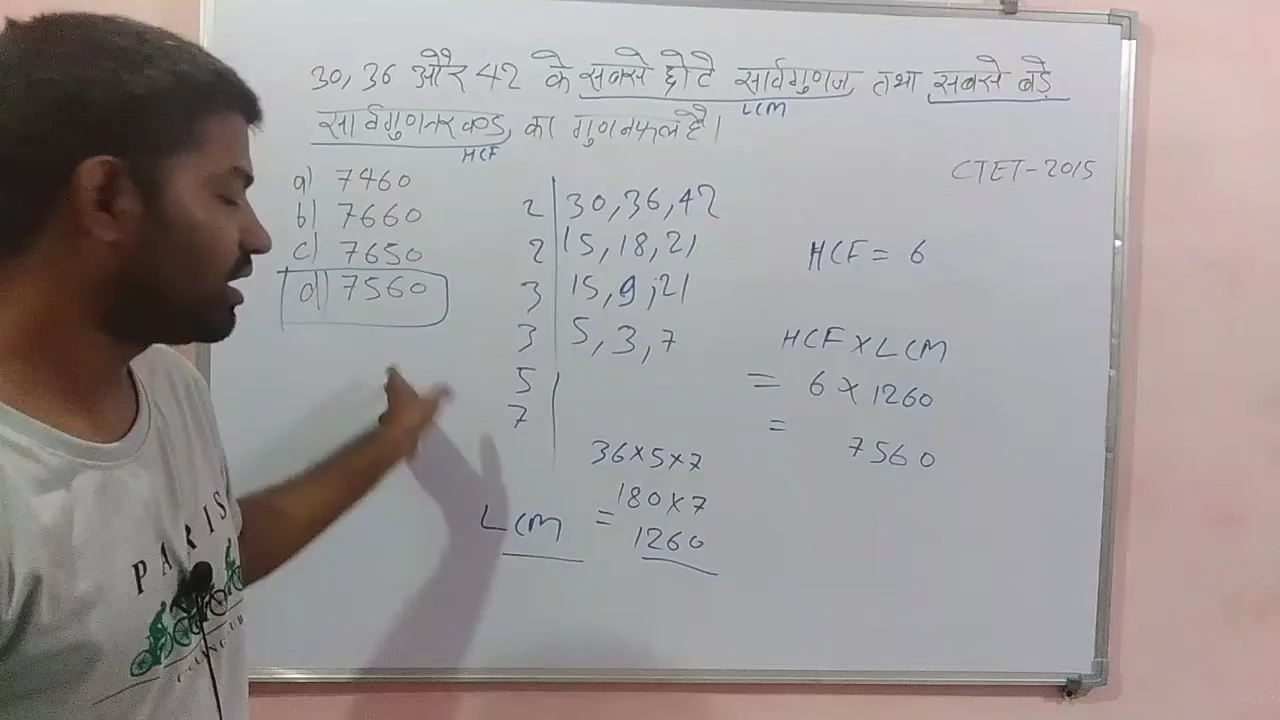 30, 36 और 42 के सबसे छोटे सार्वगुणज, तथा सबसे बड़े
LCM
सार्वगुणनखण्ड, का गुणनफल है।
HCF
CTET-2015
a) 7460
b) 7660
c) 7650
d) 7560
2 | 30, 36, 42
2 | 15, 18, 21
3 | 15, 9, 21
3 | 5, 3, 7
5
7
36×5×7
LCM = 180×7
1260
HCF = 6
HCF × LCM
= 6 × 1260
= 7560
PARIS